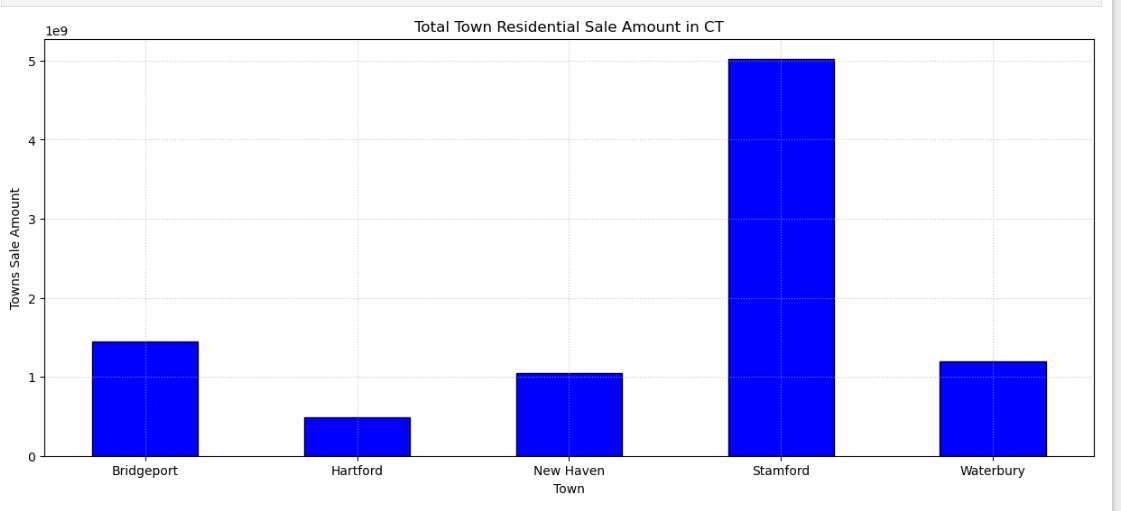 Total Town Residential Sale Amount in CT
1e9
5
4
3
2
1
0
Towns Sale Amount
Bridgeport Hartford New Haven Stamford Waterbury
Town